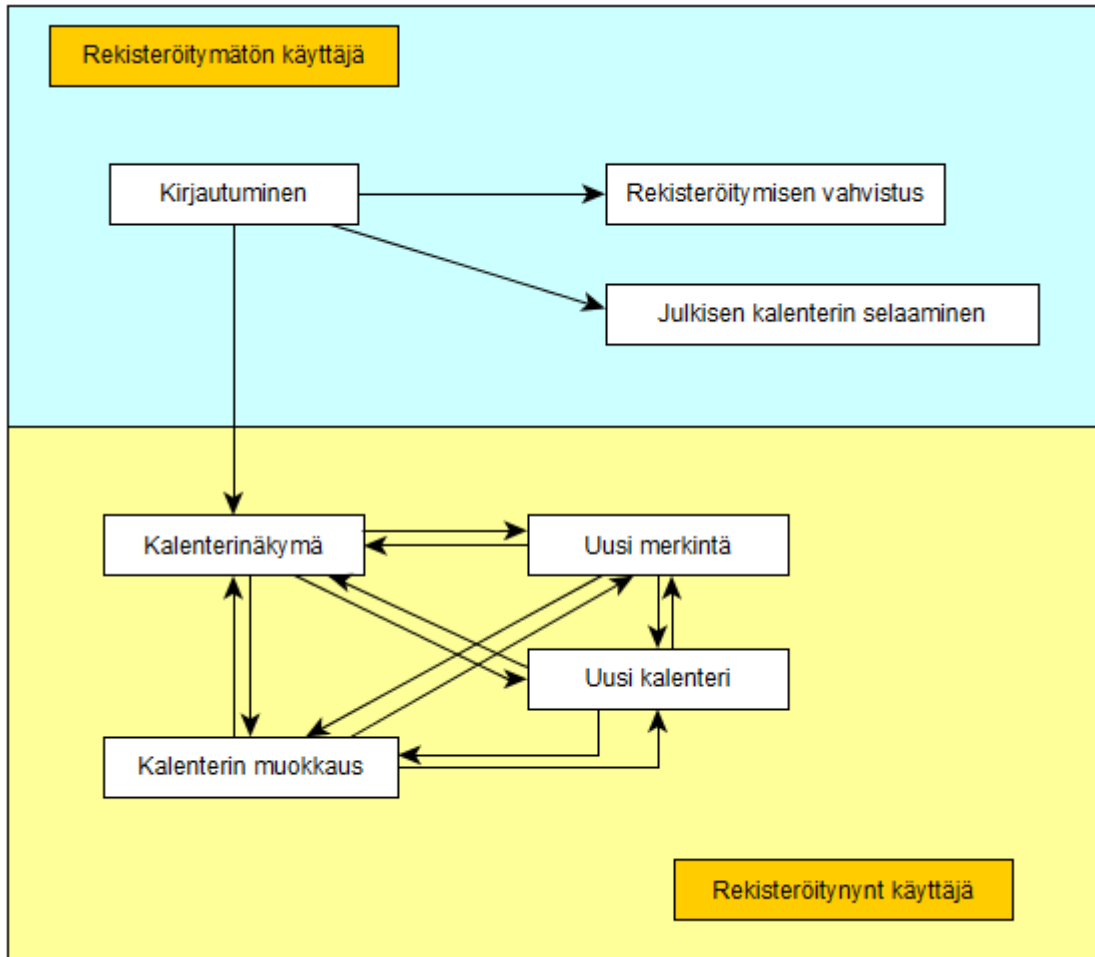 Rekisteröitymätön käyttäjä
Kirjautuminen
Rekisteröitymisen vahvistus
Julkisen kalenterin selaaminen
Kalenterinäkymä
Uusi merkintä
Uusi kalenteri
Kalenterin muokkaus
Rekisteröitynynt käyttäjä